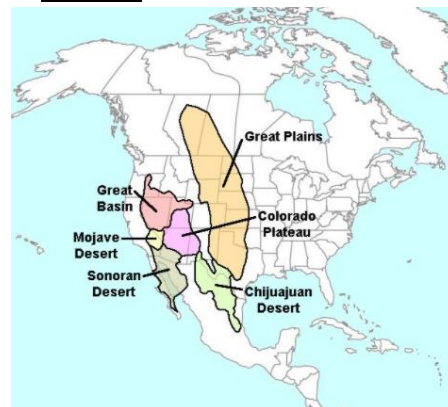 Great Plains
Great
Basin
Colorado
Plateau
Mojave
Desert
Sonoran
Desert
Chijuajuan
Desert